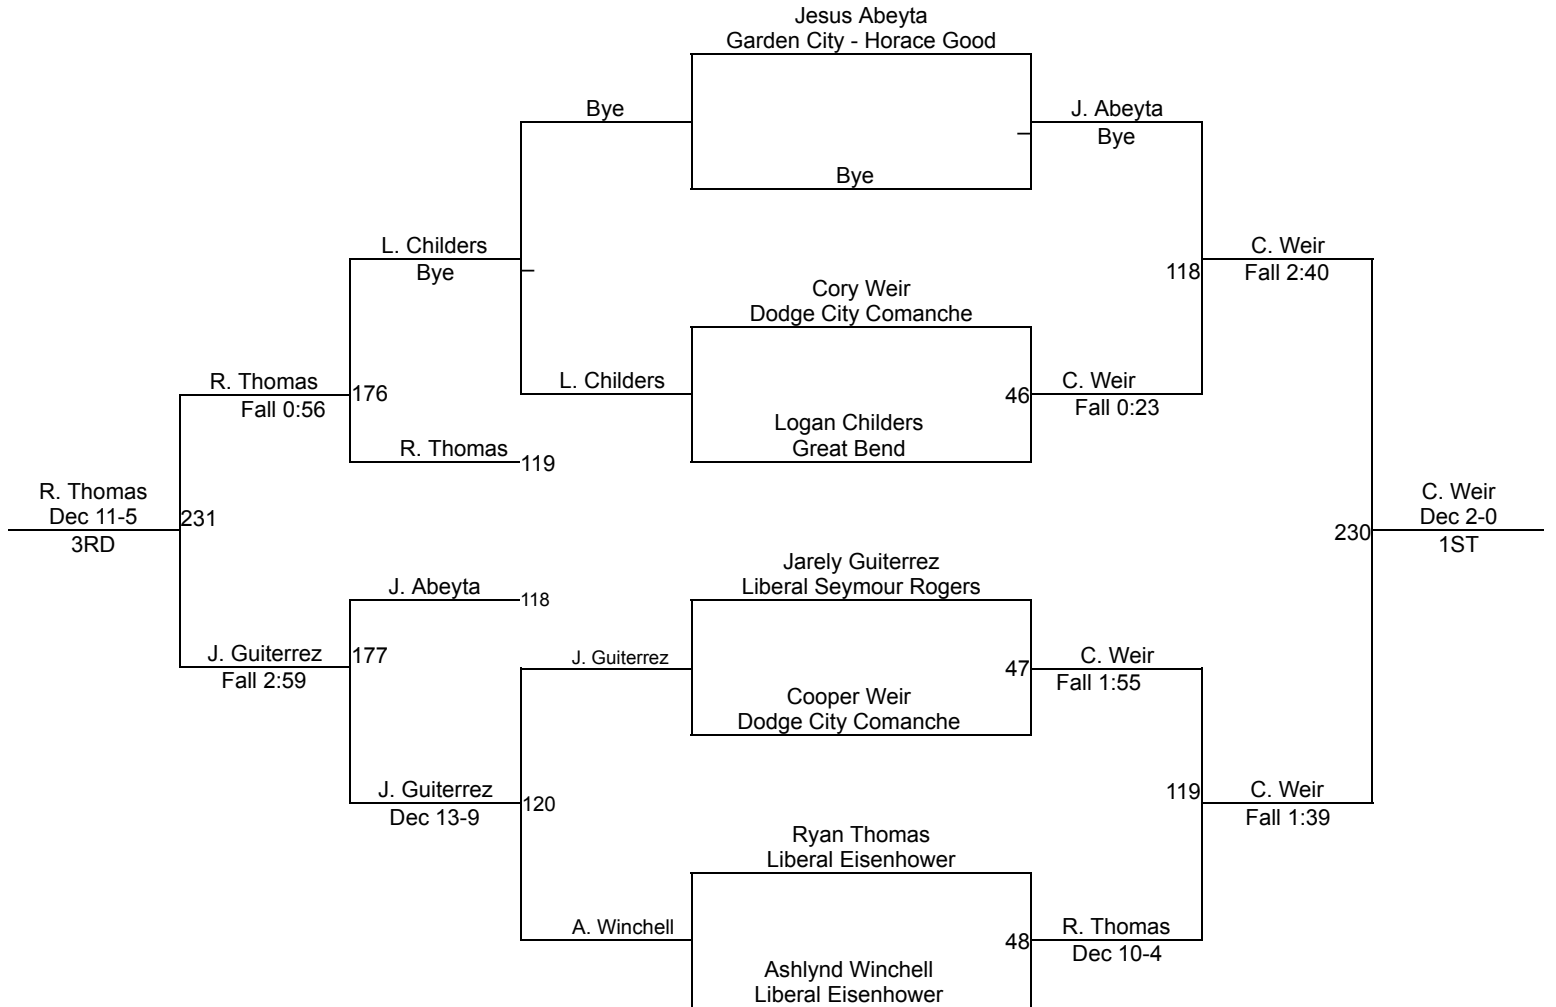 Jesus Abeyta
Garden City - Horace Good
Bye
J. Abeyta
Bye
Bye
L. Childers
Bye
C. Weir
Fall 2:40
118
Cory Weir
Dodge City Comanche
L. Childers
46
C. Weir
Fall 0:23
R. Thomas
Fall 0:56
176
Logan Childers
Great Bend
R. Thomas
119
R. Thomas
Dec 11-5
3RD
231
230
C. Weir
Dec 2-0
1ST
Jarely Guiterrez
Liberal Seymour Rogers
J. Abeyta
118
J. Guiterrez
Fall 2:59
177
J. Guiterrez
47
C. Weir
Fall 1:55
Cooper Weir
Dodge City Comanche
J. Guiterrez
Dec 13-9
120
119
C. Weir
Fall 1:39
Ryan Thomas
Liberal Eisenhower
A. Winchell
48
R. Thomas
Dec 10-4
Ashlynd Winchell
Liberal Eisenhower